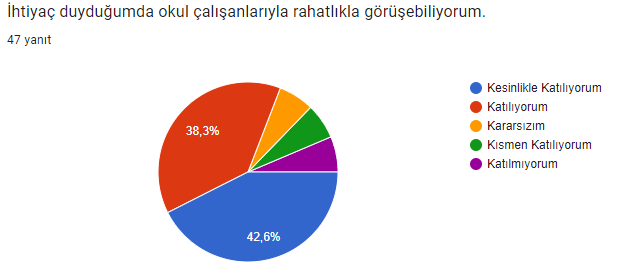 İhtiyaç duyduğumda okul çalışanlarıyla rahatlıkla görüşebiliyorum.
47 yanıt
Kesinlikle Katılıyorum
Katılıyorum
Kararsızım
Kısmen Katılıyorum
Katılmıyorum
38,3%
42,6%